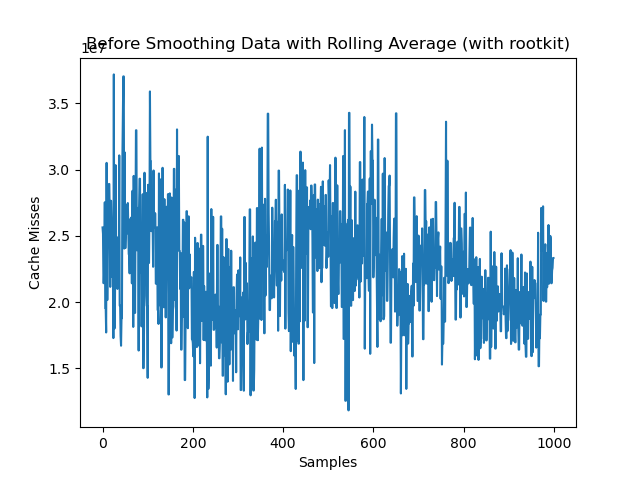 Before Smoothing Data with Rolling Average (with rootkit)
1e7
3.5
3.0
2.5
2.0
1.5
Cache Misses
0 200 400 600 800 1000
Samples